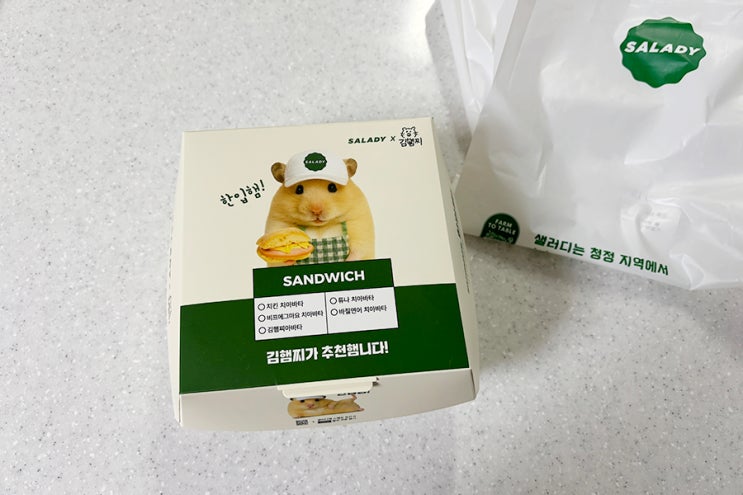 SALADY X 김햄찌
SALADY
한입햄!
SANDWICH
치킨 치아바타
비프에그마요 치아바타
김햄찌아바타
튜나 치아바타
바질연어 치아바타
김햄찌가 추천햄니다!
SALADY
FARM
TO TABLE
샐러디는 청정 지역에서